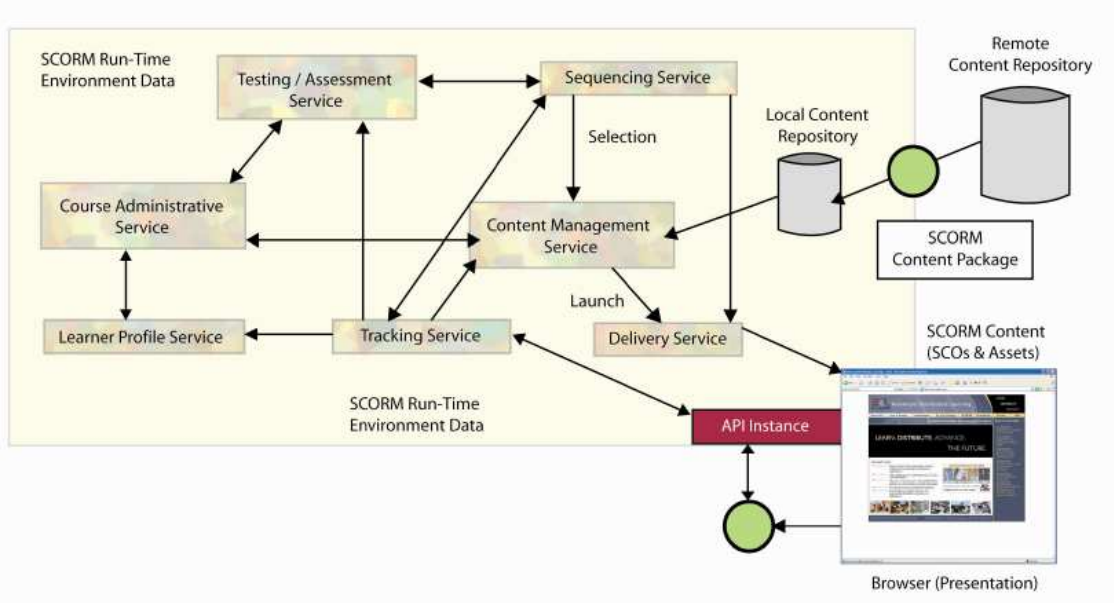 SCORM Run-Time
Environment Data
Testing / Assessment
Service
Sequencing Service
Remote
Content Repository
Selection
Local Content
Repository
Course Administrative
Service
Content Management
Service
SCORM
Content Package
Launch
Learner Profile Service
Tracking Service
Delivery Service
SCORM Content
(SCOs & Assets)
SCORM Run-Time
Environment Data
API Instance
LEARN. DISTRIBUTE. ADVANCE.
THE FUTURE.
Browser (Presentation)